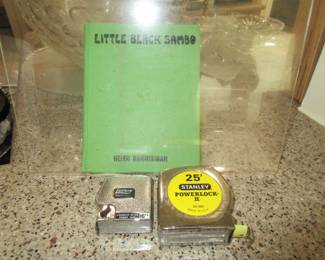 LITTLE BLACK SAMBO
HELEN BANNERMAN
25'
STANLEY
POWERLOCK
II